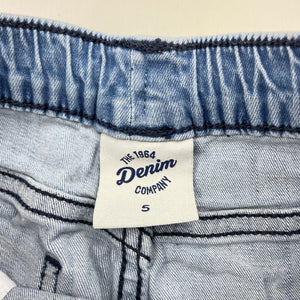 THE 1964
Denim
COMPANY
5